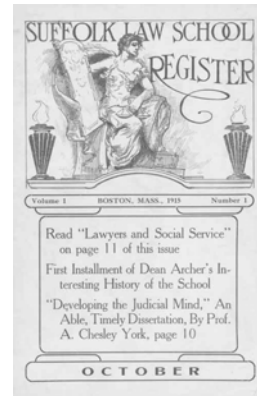 SUFFOLK LAW SCHOOL
REGISTER
Volume 1 BOSTON, MASS., 1915 Number 1
Read "Lawyers and Social Service"
on page 11 of this issue
First Installment of Dean Archer's In-
teresting History of the School
"Developing the Judicial Mind," An
Able, Timely Dissertation, By Prof.
A. Chesley York, page 10
OCTOBER